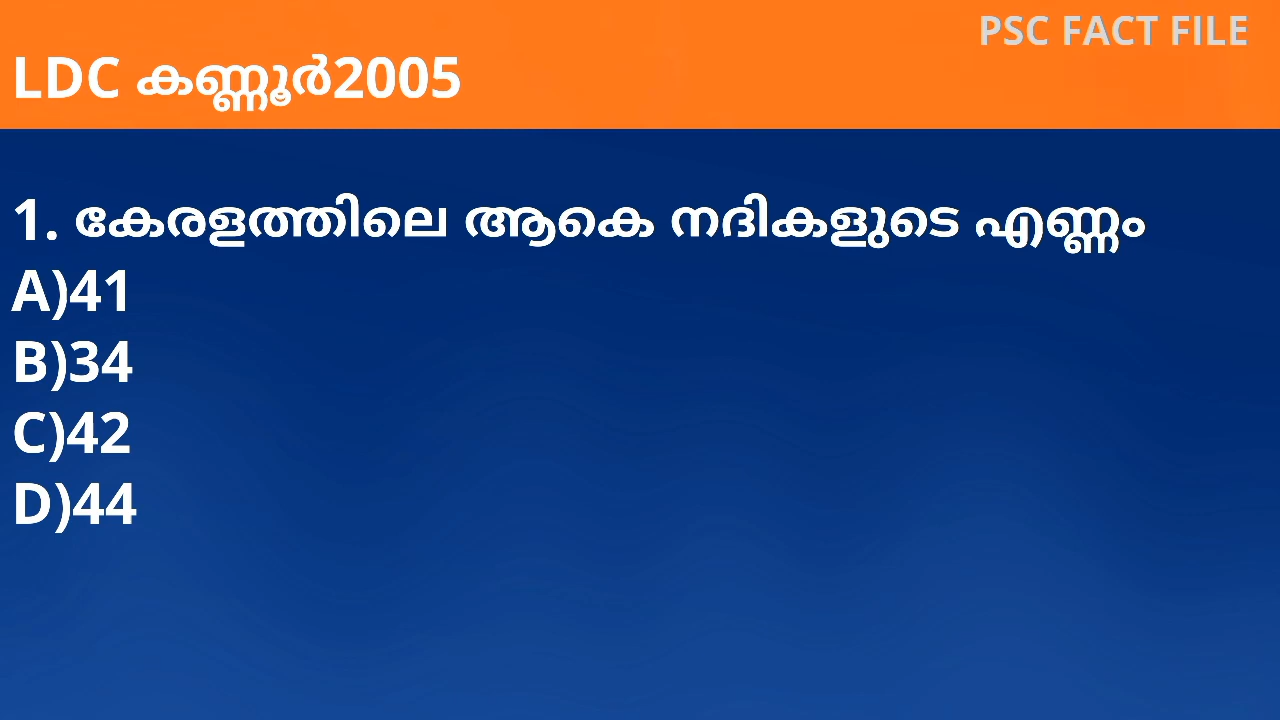 PSC FACT FILE
LDC കണ്ണൂർ2005
1. കേരളത്തിലെ ആകെ നദികളുടെ എണ്ണം
A)41
B)34
C)42
D)44